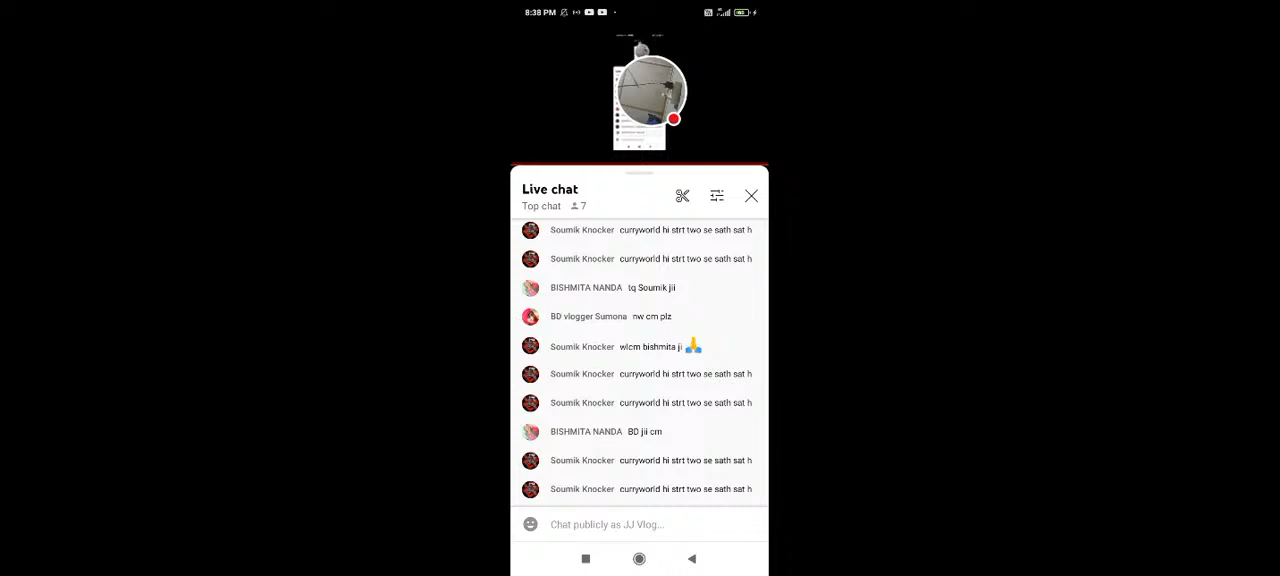 8:38 PM
Live chat
Top chat 7
Soumik Knocker curryworld hi strt two se sath sat h
Soumik Knocker curryworld hi strt two se sath sat h
BISHMITA NANDA tq Soumik jii
BD vlogger Sumona nw cm plz
Soumik Knocker wlcm bishmita ji 🙏
Soumik Knocker curryworld hi strt two se sath sat h
Soumik Knocker curryworld hi strt two se sath sat h
BISHMITA NANDA BD jii cm
Soumik Knocker curryworld hi strt two se sath sat h
Soumik Knocker curryworld hi strt two se sath sat h
Chat publicly as JJ Vlog...